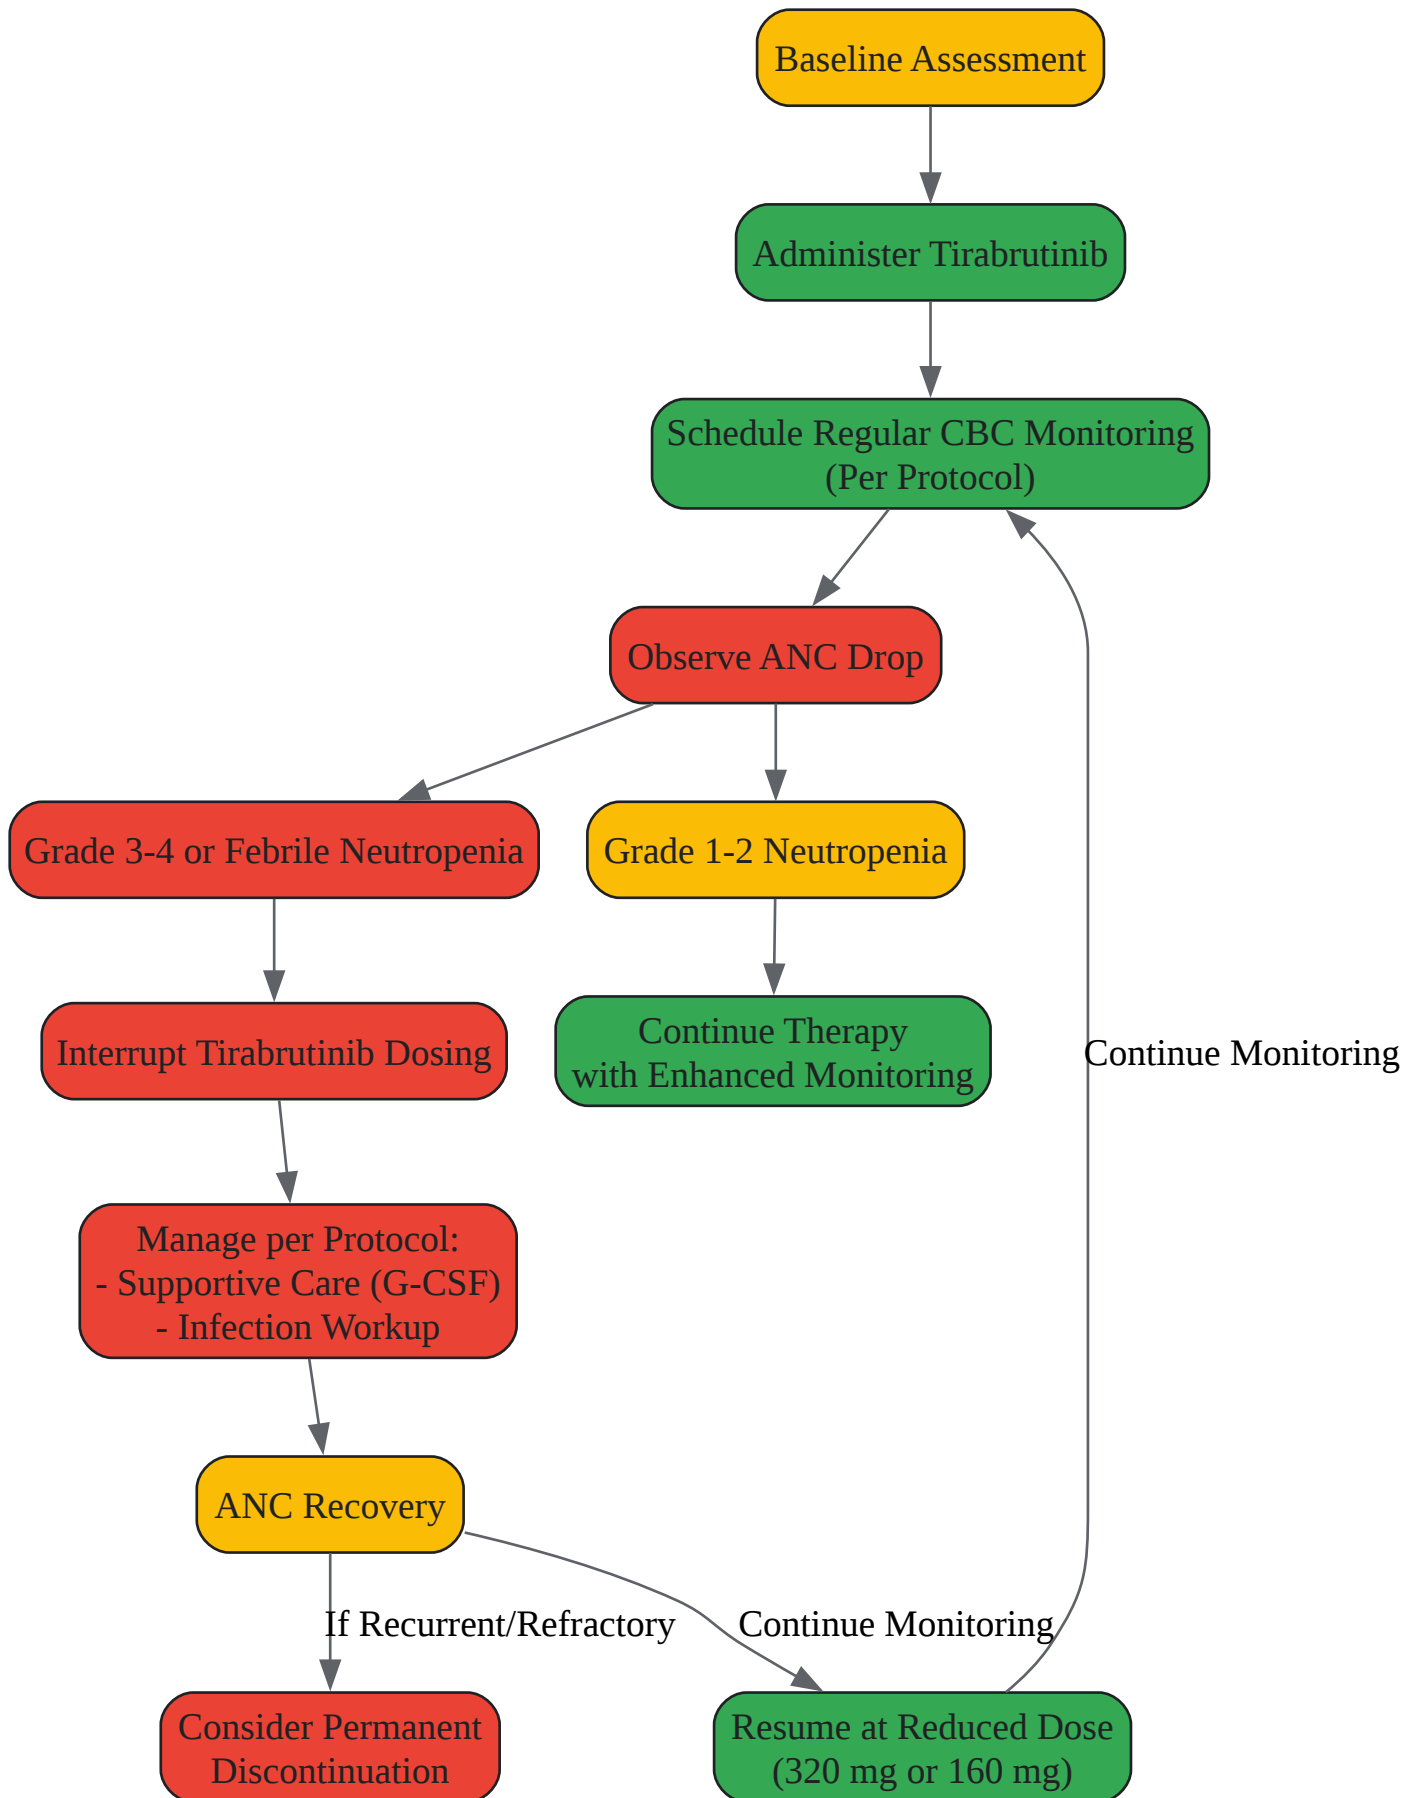 Baseline Assessment
Administer Tirabrutinib
Schedule Regular CBC Monitoring
(Per Protocol)
Observe ANC Drop
Grade 3-4 or Febrile Neutropenia
Grade 1-2 Neutropenia
Interrupt Tirabrutinib Dosing
Continue Therapy
with Enhanced Monitoring
Continue Monitoring
Manage per Protocol:
- Supportive Care (G-CSF)
- Infection Workup
ANC Recovery
If Recurrent/Refractory
Continue Monitoring
Consider Permanent
Discontinuation
Resume at Reduced Dose
(320 mg or 160 mg)